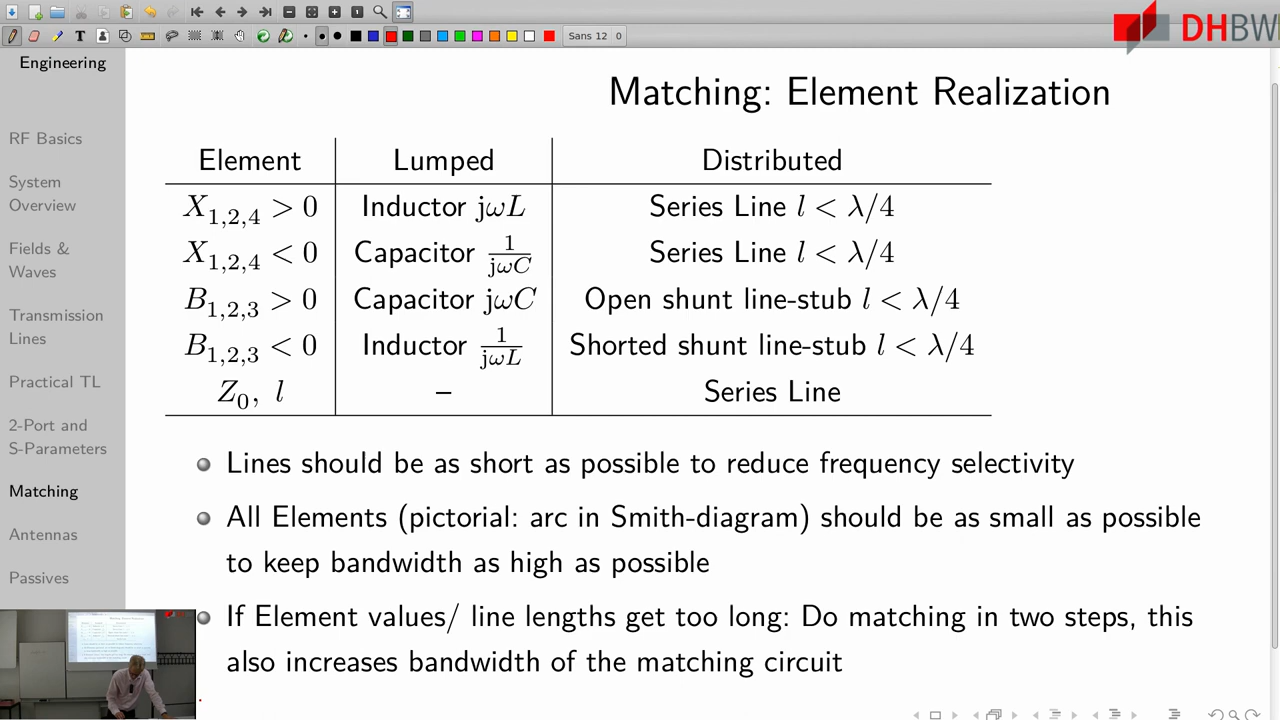 Sans 12 0
DHBW
Engineering
RF Basics
System
Overview
Fields &
Waves
Transmission
Lines
Practical TL
2-Port and
S-Parameters
Matching
Antennas
Passives
Matching: Element Realization
Element Lumped Distributed
X₁,₂,₄ > 0 Inductor jωL Series Line l < λ/4
X₁,₂,₄ < 0 Capacitor 1/jωC Series Line l < λ/4
B₁,₂,₃ > 0 Capacitor jωC Open shunt line-stub l < λ/4
B₁,₂,₃ < 0 Inductor 1/jωL Shorted shunt line-stub l < λ/4
Z₀, l – Series Line
Lines should be as short as possible to reduce frequency selectivity
All Elements (pictorial: arc in Smith-diagram) should be as small as possible
to keep bandwidth as high as possible
If Element values/ line lengths get too long: Do matching in two steps, this
also increases bandwidth of the matching circuit